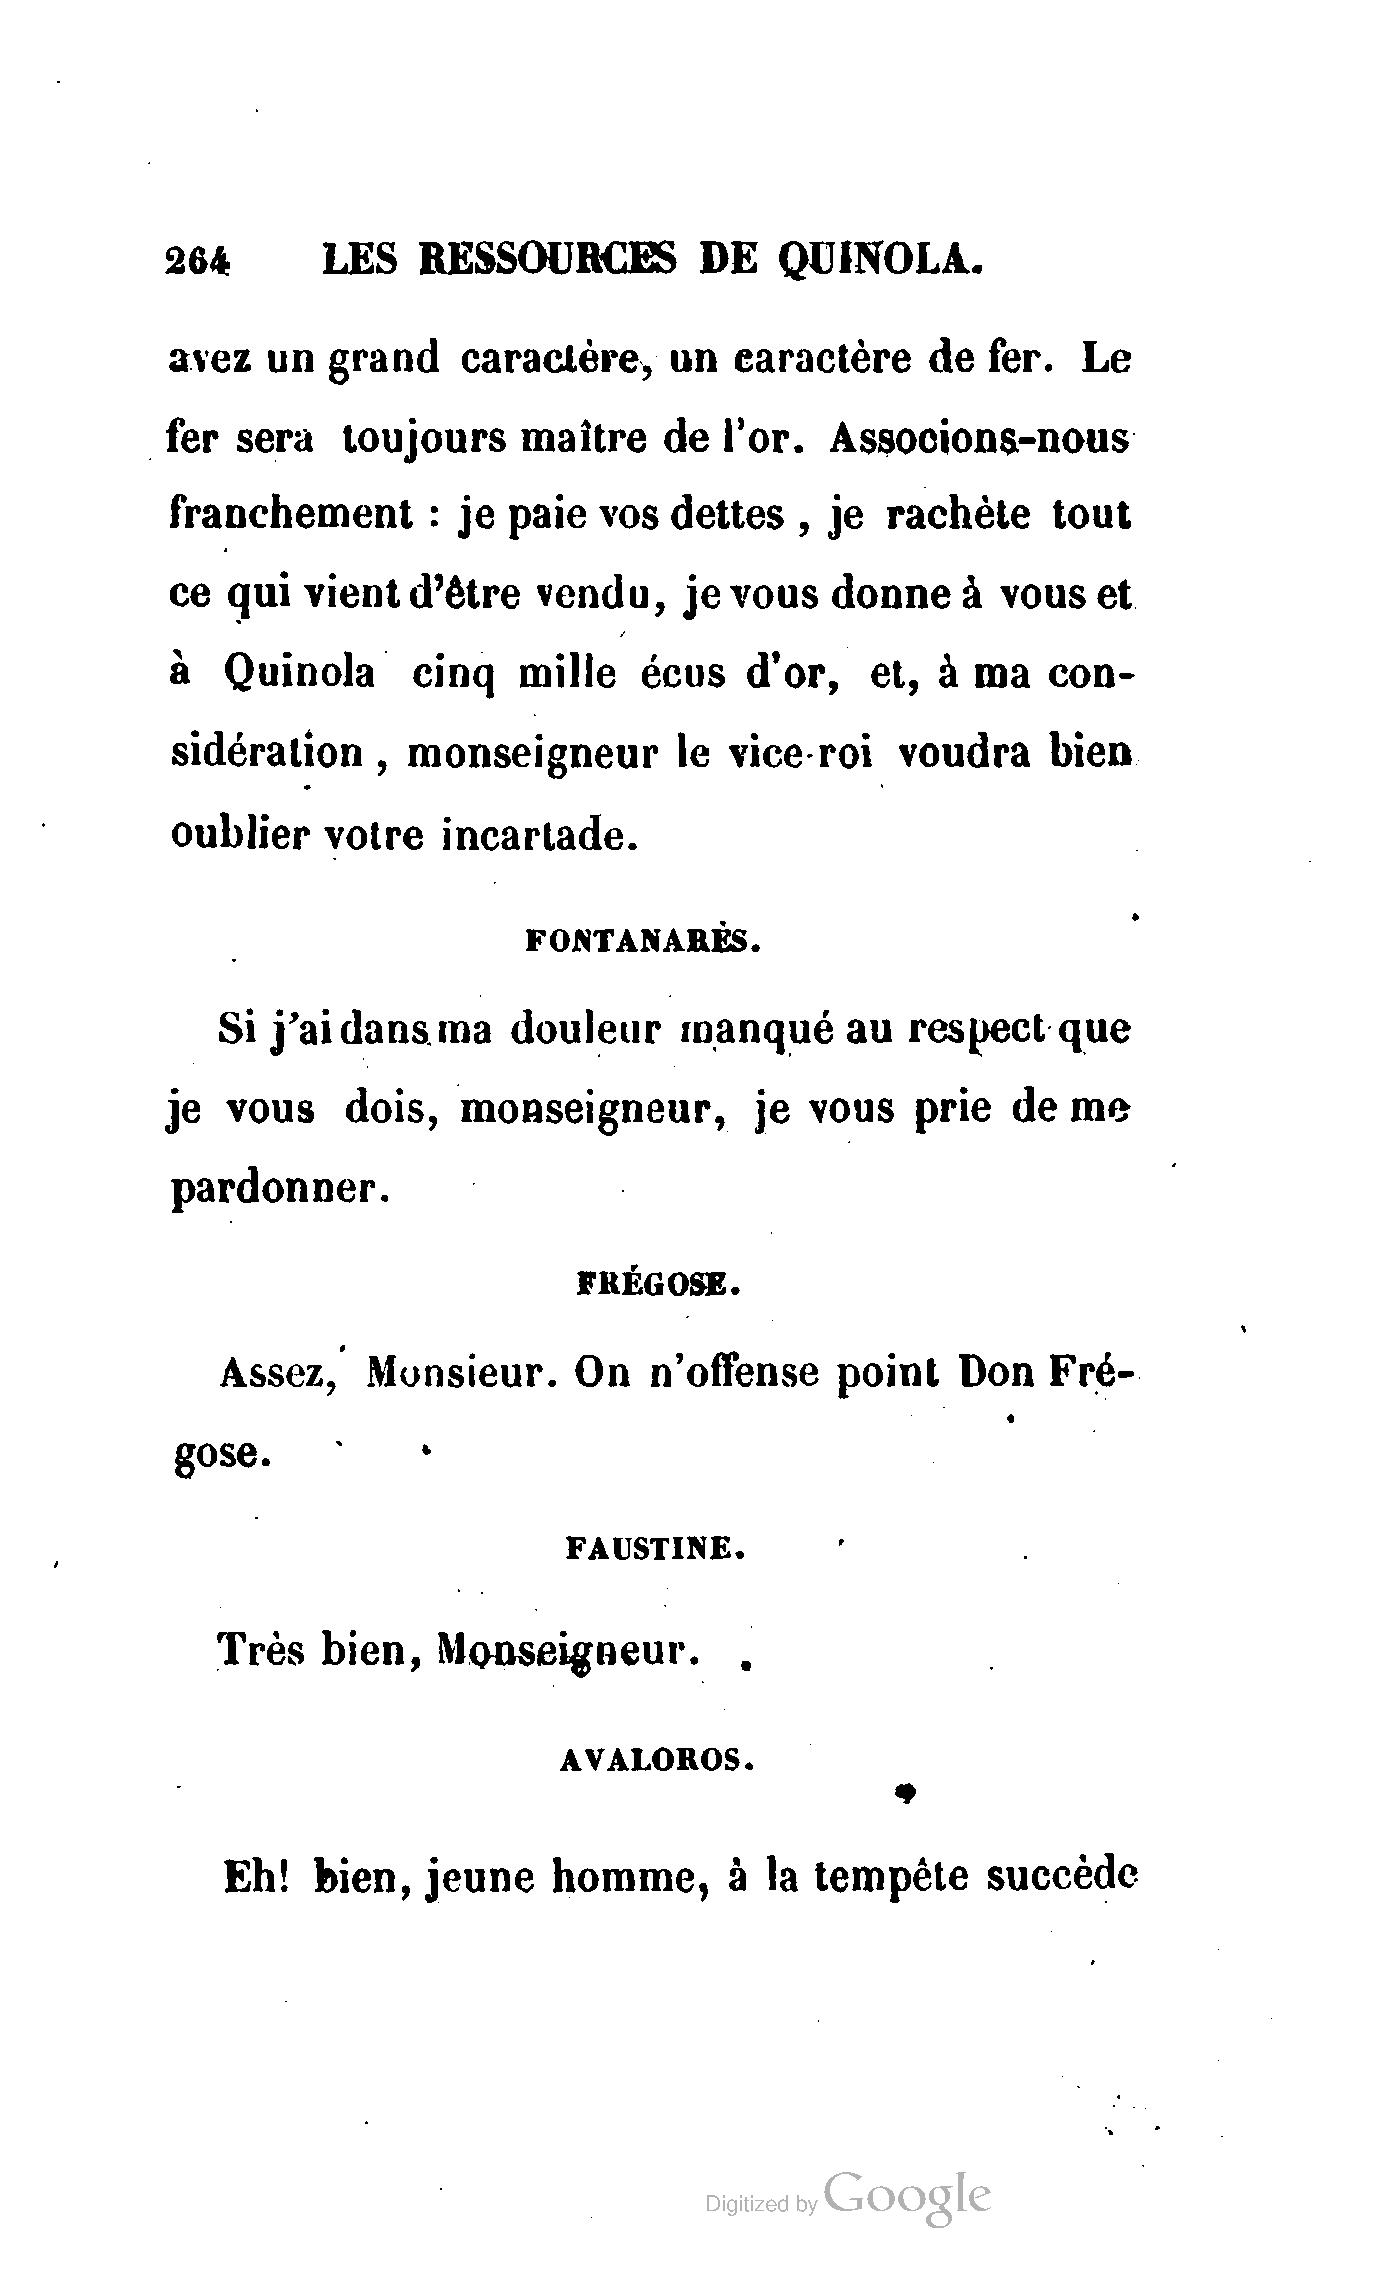 264 LES RESSOURCES DE QUINOLA.
avez un grand caractère, un caractère de fer. Le
fer sera toujours maître de l'or. Associons-nous
franchement : je paie vos dettes , je rachète tout
ce qui vient d'être vendu, je vous donne à vous et
à Quinola cinq mille écus d'or, et, à ma con-
sidération , monseigneur le vice-roi voudra bien
oublier votre incartade.
FONTANARÈS.
Si j'ai dans ma douleur manqué au respect que
je vous dois, monseigneur, je vous prie de me
pardonner.
FRÉGOSE.
Assez, Monsieur. On n'offense point Don Fré-
gose.
FAUSTINE.
Très bien, Monseigneur.
AVALOROS.
Eh! bien, jeune homme, à la tempête succède
Digitized by Google